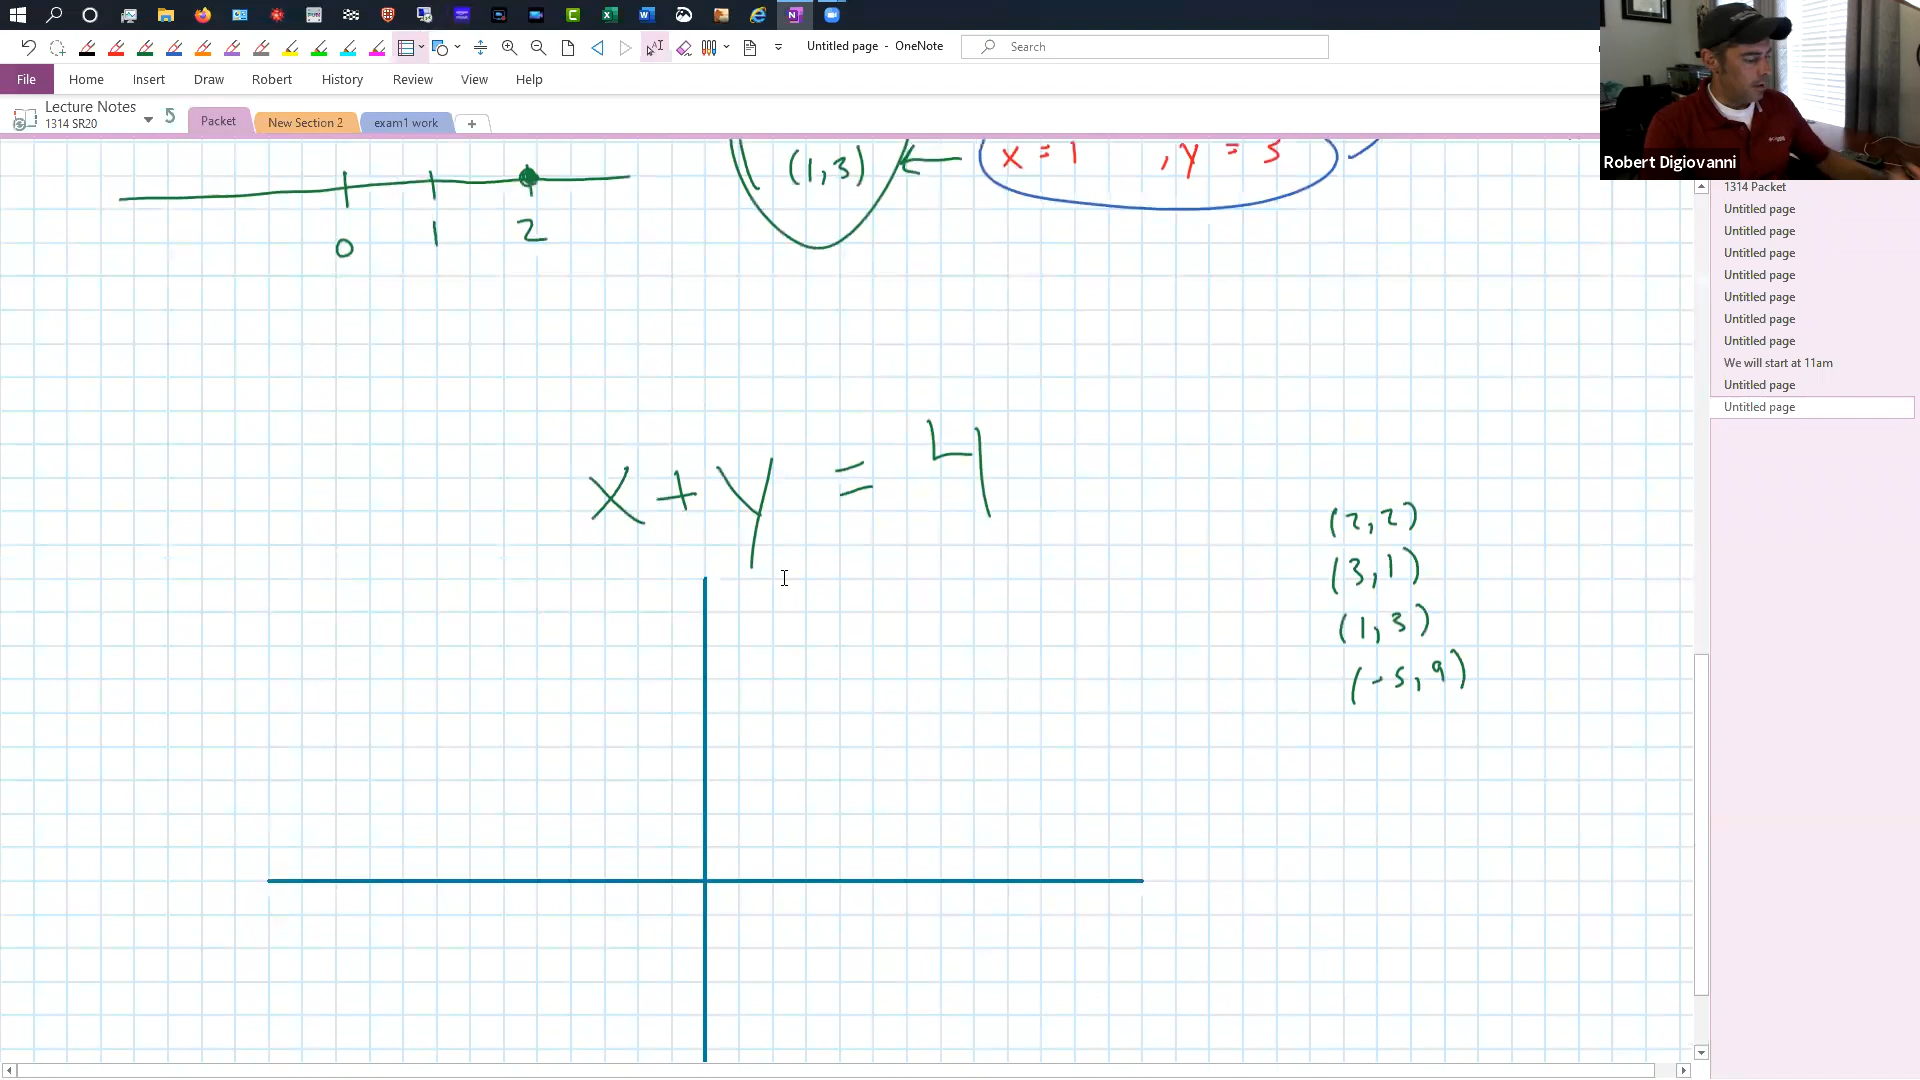 Untitled page - OneNote
Search
File Home Insert Draw Robert History Review View Help
Lecture Notes
1314 SR20
Packet
New Section 2
exam1 work
+
Robert Digiovanni
1314 Packet
Untitled page
Untitled page
Untitled page
Untitled page
Untitled page
Untitled page
Untitled page
We will start at 11am
Untitled page
Untitled page
(1,3)
x = 1 , y = 3
0 1 2
x + y = 4
(2,2)
(3,1)
(1,3)
(-5,9)